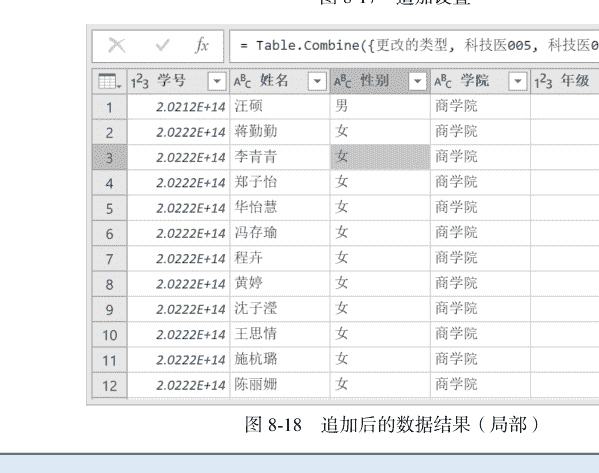 图 8-17 追加设置
fx = Table.Combine({更改的类型, 科技医005, 科技医0
1²3 学号 ABC 姓名 ABC 性别 ABC 学院 1²3 年级
1 2.0212E+14 汪硕 男 商学院
2 2.0222E+14 蒋勤勤 女 商学院
3 2.0222E+14 李青青 女 商学院
4 2.0222E+14 郑子怡 女 商学院
5 2.0222E+14 华怡慧 女 商学院
6 2.0222E+14 冯存瑜 女 商学院
7 2.0222E+14 程卉 女 商学院
8 2.0222E+14 黄婷 女 商学院
9 2.0222E+14 沈子滢 女 商学院
10 2.0222E+14 王思情 女 商学院
11 2.0222E+14 施杭璐 女 商学院
12 2.0222E+14 陈丽姗 女 商学院
图 8-18 追加后的数据结果（局部）